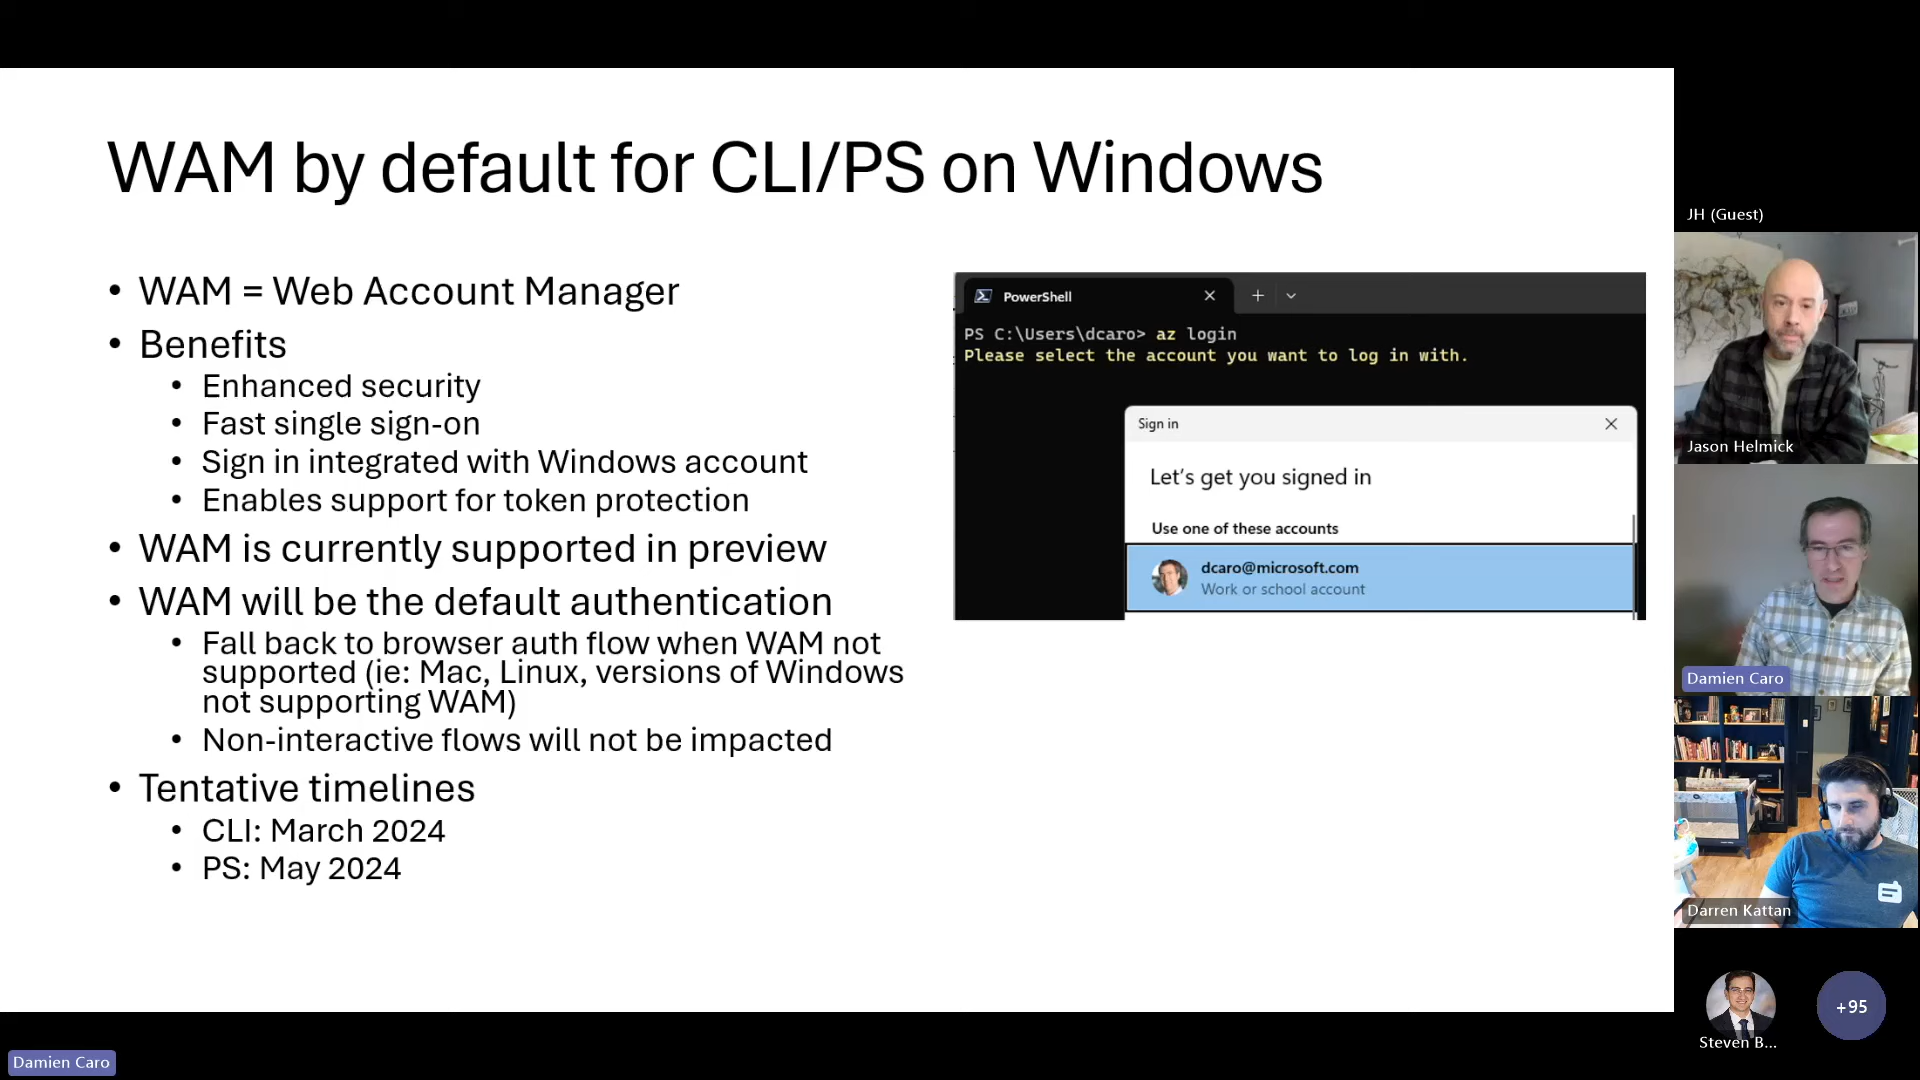 WAM by default for CLI/PS on Windows
• WAM = Web Account Manager
• Benefits
• Enhanced security
• Fast single sign-on
• Sign in integrated with Windows account
• Enables support for token protection
• WAM is currently supported in preview
• WAM will be the default authentication
• Fall back to browser auth flow when WAM not
supported (ie: Mac, Linux, versions of Windows
not supporting WAM)
• Non-interactive flows will not be impacted
• Tentative timelines
• CLI: March 2024
• PS: May 2024
PowerShell
PS C:\Users\dcaro> az login
Please select the account you want to log in with.
Sign in
Let's get you signed in
Use one of these accounts
dcaro@microsoft.com
Work or school account
JH (Guest)
Jason Helmick
Damien Caro
Darren Kattan
Steven B...
+95
Damien Caro